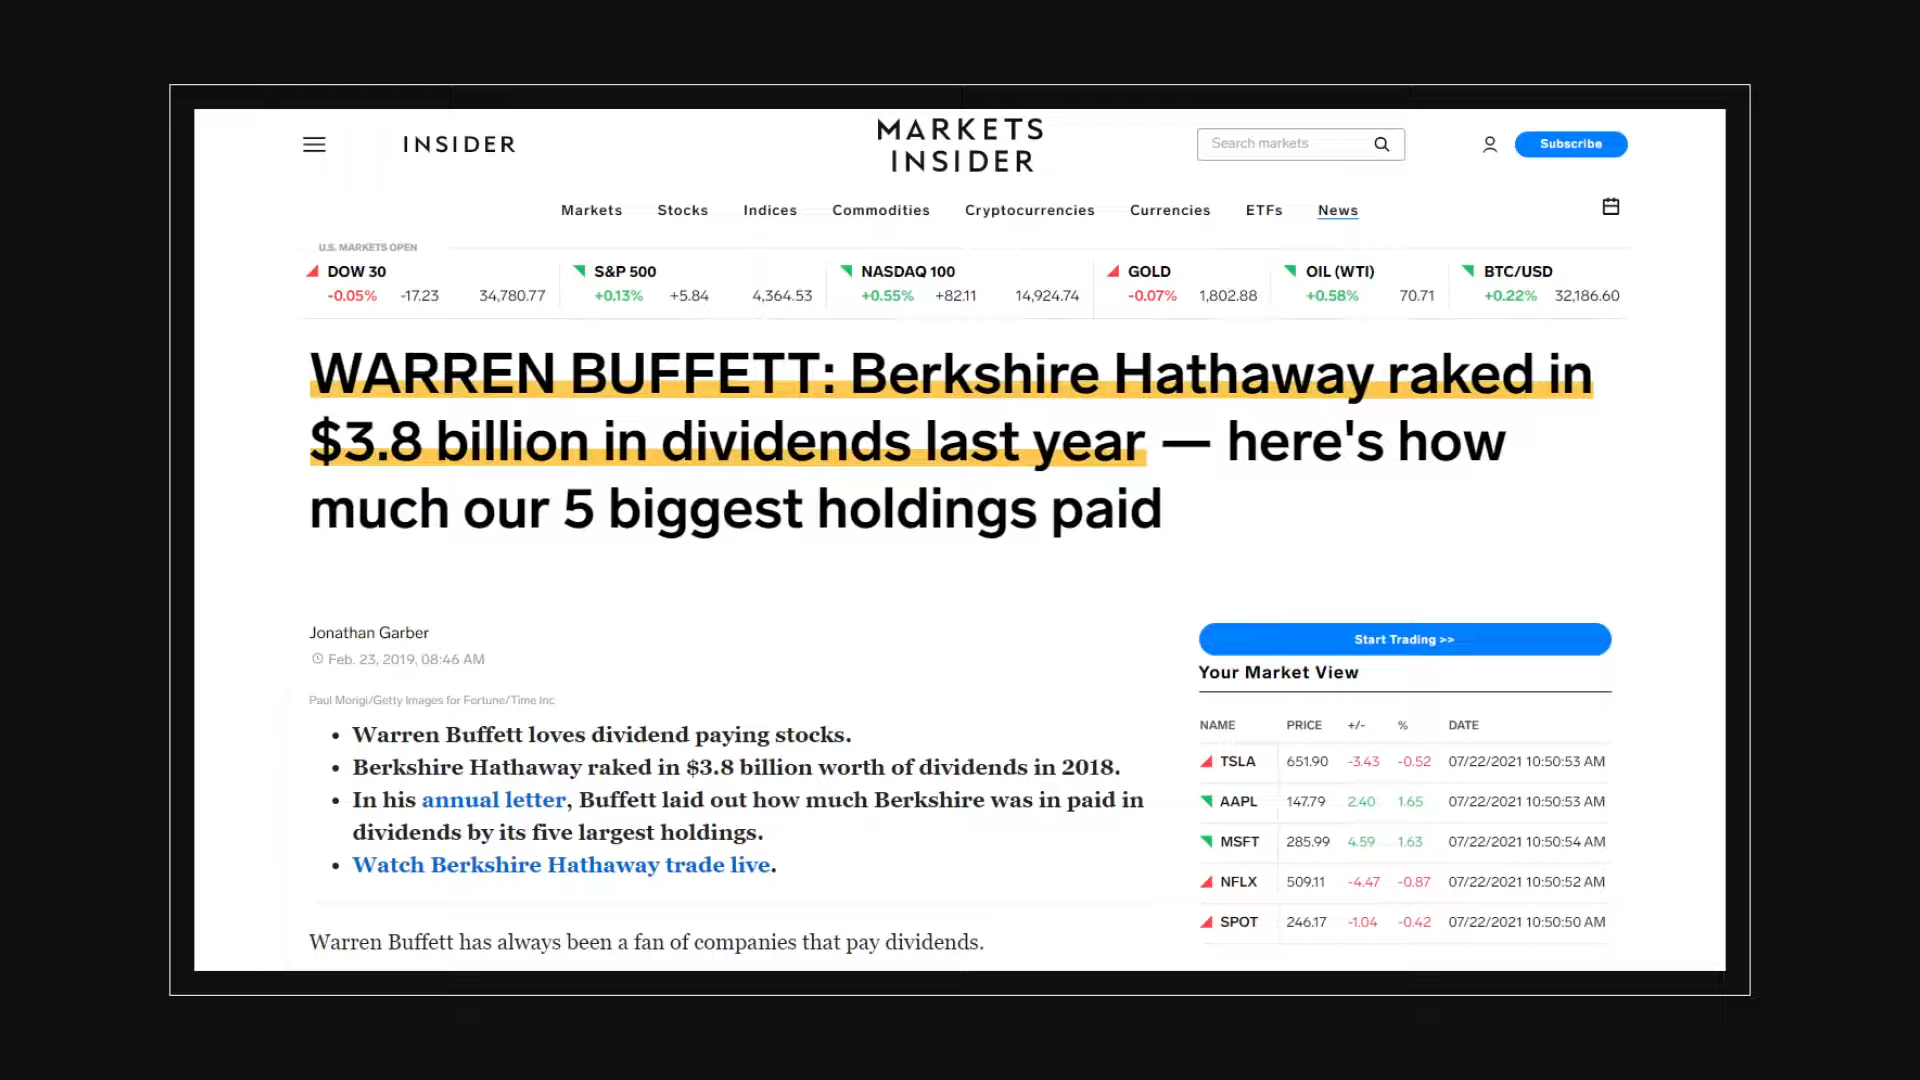 INSIDER
MARKETS
INSIDER
Search markets
Subscribe
Markets Stocks Indices Commodities Cryptocurrencies Currencies ETFs News
U.S. MARKETS OPEN
DOW 30
-0.05% -17.23 34,780.77
S&P 500
+0.13% +5.84 4,364.53
NASDAQ 100
+0.55% +82.11 14,924.74
GOLD
-0.07% 1,802.88
OIL (WTI)
+0.58% 70.71
BTC/USD
+0.22% 32,186.60
WARREN BUFFETT: Berkshire Hathaway raked in
$3.8 billion in dividends last year — here's how
much our 5 biggest holdings paid
Jonathan Garber
Feb. 23, 2019, 08:46 AM
Paul Morigi/Getty Images for Fortune/Time Inc
• Warren Buffett loves dividend paying stocks.
• Berkshire Hathaway raked in $3.8 billion worth of dividends in 2018.
• In his annual letter, Buffett laid out how much Berkshire was in paid in
dividends by its five largest holdings.
• Watch Berkshire Hathaway trade live.
Warren Buffett has always been a fan of companies that pay dividends.
Start Trading >>
Your Market View
NAME PRICE +/- % DATE
TSLA 651.90 -3.43 -0.52 07/22/2021 10:50:53 AM
AAPL 147.79 2.40 1.65 07/22/2021 10:50:53 AM
MSFT 285.99 4.59 1.63 07/22/2021 10:50:54 AM
NFLX 509.11 -4.47 -0.87 07/22/2021 10:50:52 AM
SPOT 246.17 -1.04 -0.42 07/22/2021 10:50:50 AM